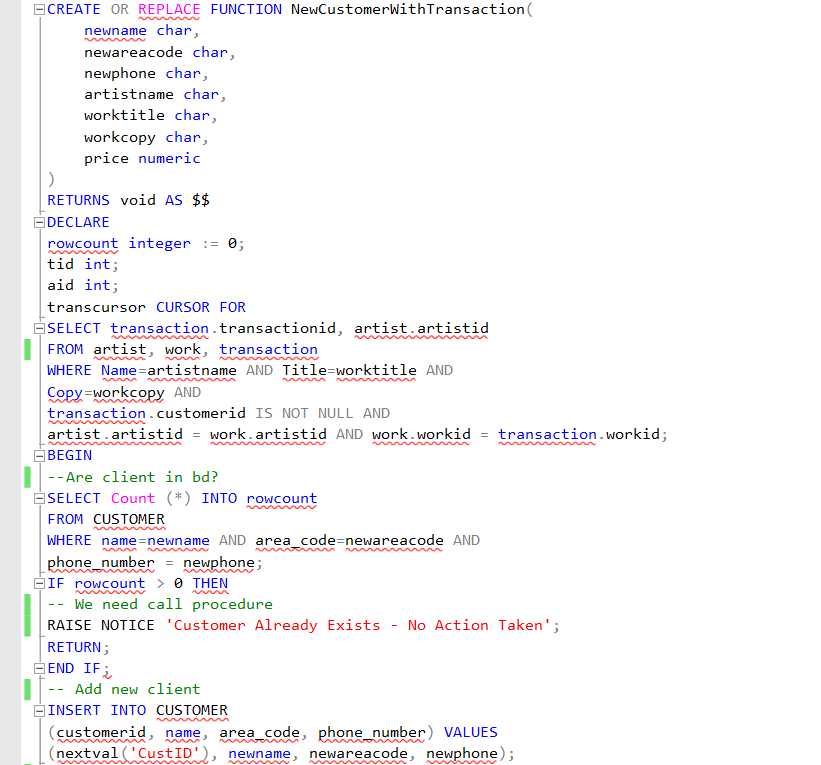 CREATE OR REPLACE FUNCTION NewCustomerWithTransaction(
newname char,
newareacode char,
newphone char,
artistname char,
worktitle char,
workcopy char,
price numeric
)
RETURNS void AS $$
DECLARE
rowcount integer := 0;
tid int;
aid int;
transcursor CURSOR FOR
SELECT transaction.transactionid, artist.artistid
FROM artist, work, transaction
WHERE Name=artistname AND Title=worktitle AND
Copy=workcopy AND
transaction.customerid IS NOT NULL AND
artist.artistid = work.artistid AND work.workid = transaction.workid;
BEGIN
--Are client in bd?
SELECT Count (*) INTO rowcount
FROM CUSTOMER
WHERE name=newname AND area_code=newareacode AND
phone_number = newphone;
IF rowcount > 0 THEN
-- We need call procedure
RAISE NOTICE 'Customer Already Exists - No Action Taken';
RETURN;
END IF;
-- Add new client
INSERT INTO CUSTOMER
(customerid, name, area_code, phone_number) VALUES
(nextval('CustID'), newname, newareacode, newphone);